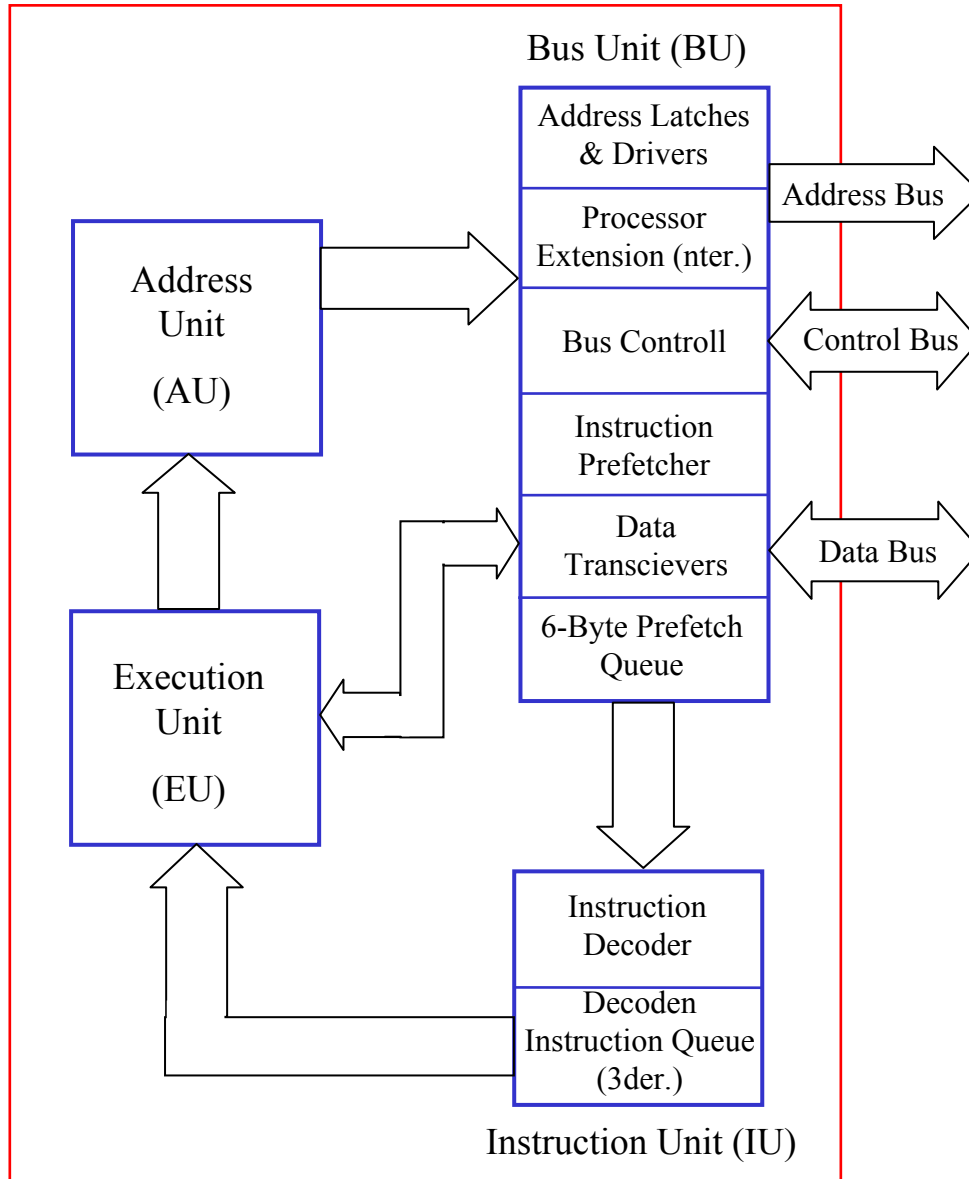 Bus Unit (BU)
Address Latches
& Drivers
Address Bus
Processor
Extension (nter.)
Address
Unit
(AU)
Bus Controll
Control Bus
Instruction
Prefetcher
Data
Transcievers
Data Bus
6-Byte Prefetch
Queue
Execution
Unit
(EU)
Instruction
Decoder
Decoden
Instruction Queue
(3der.)
Instruction Unit (IU)